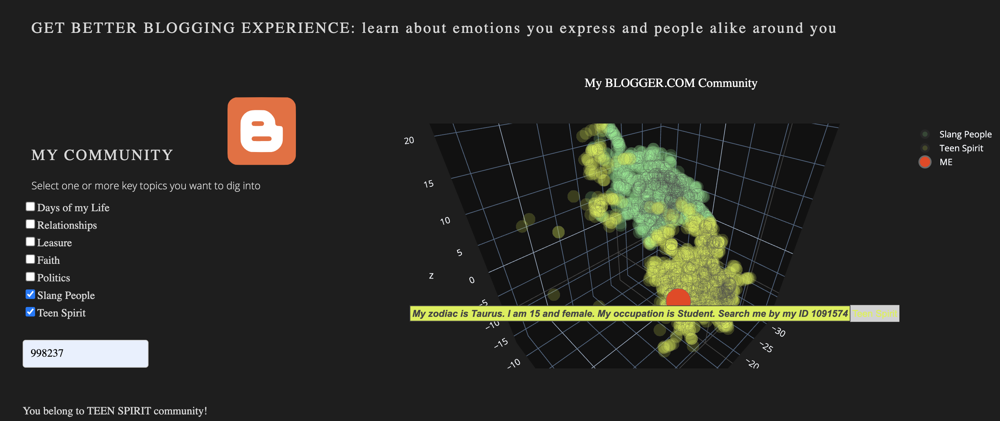 GET BETTER BLOGGING EXPERIENCE: learn about emotions you express and people alike around you
My BLOGGER.COM Community
MY COMMUNITY
Select one or more key topics you want to dig into
Days of my Life
Relationships
Leasure
Faith
Politics
Slang People
Teen Spirit
998237
You belong to TEEN SPIRIT community!
20
15
10
5
z
0
−5
−10
−15
−10
−30
−25
−20
My zodiac is Taurus. I am 15 and female. My occupation is Student. Search me by my ID 1091574
Teen Spirit
Slang People
Teen Spirit
ME